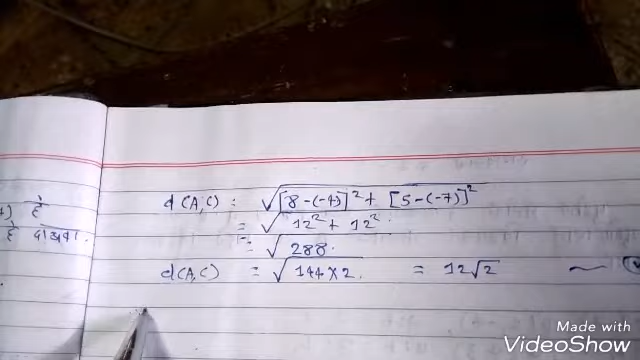 d(A,C) = √[8-(-4)]² + [5-(-7)]²
= √12² + 12²
= √288.
d(A,C) = √144×2. = 12√2
Made with
VideoShow